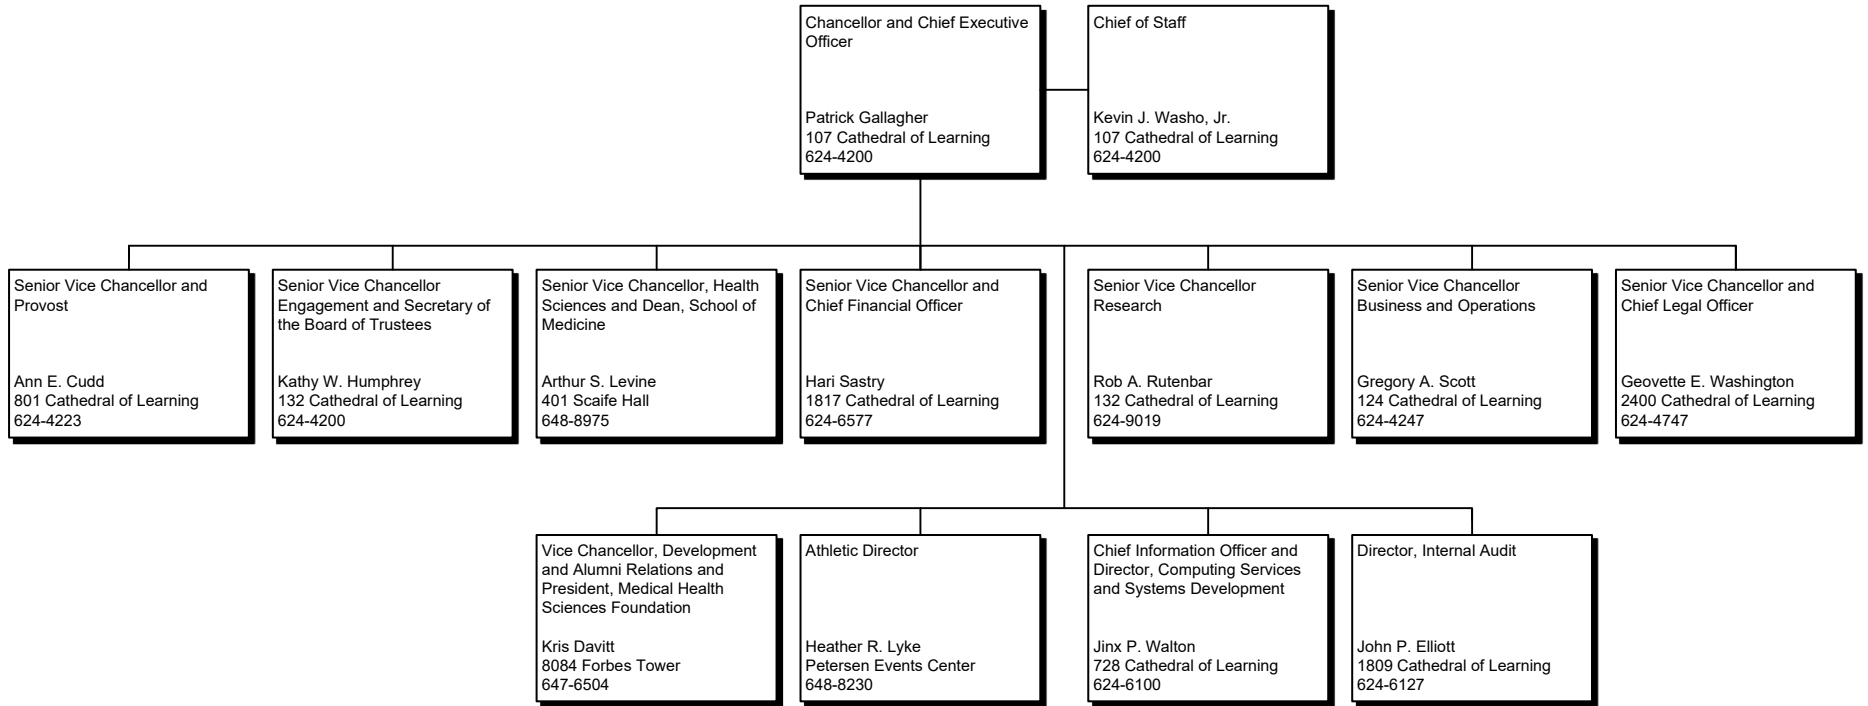 Chancellor and Chief Executive
Officer
Patrick Gallagher
107 Cathedral of Learning
624-4200
Chief of Staff
Kevin J. Washo, Jr.
107 Cathedral of Learning
624-4200
Senior Vice Chancellor and
Provost
Ann E. Cudd
801 Cathedral of Learning
624-4223
Senior Vice Chancellor
Engagement and Secretary of
the Board of Trustees
Kathy W. Humphrey
132 Cathedral of Learning
624-4200
Senior Vice Chancellor, Health
Sciences and Dean, School of
Medicine
Arthur S. Levine
401 Scaife Hall
648-8975
Senior Vice Chancellor and
Chief Financial Officer
Hari Sastry
1817 Cathedral of Learning
624-6577
Senior Vice Chancellor
Research
Rob A. Rutenbar
132 Cathedral of Learning
624-9019
Senior Vice Chancellor
Business and Operations
Gregory A. Scott
124 Cathedral of Learning
624-4247
Senior Vice Chancellor and
Chief Legal Officer
Geovette E. Washington
2400 Cathedral of Learning
624-4747
Vice Chancellor, Development
and Alumni Relations and
President, Medical Health
Sciences Foundation
Kris Davitt
8084 Forbes Tower
647-6504
Athletic Director
Heather R. Lyke
Petersen Events Center
648-8230
Chief Information Officer and
Director, Computing Services
and Systems Development
Jinx P. Walton
728 Cathedral of Learning
624-6100
Director, Internal Audit
John P. Elliott
1809 Cathedral of Learning
624-6127